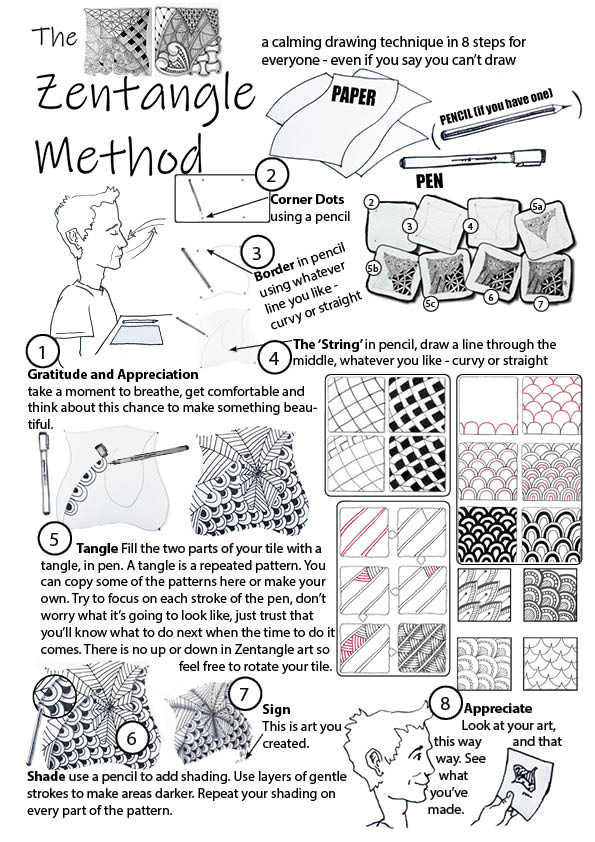 The
Zentangle
Method
a calming drawing technique in 8 steps for
everyone - even if you say you can't draw
PAPER
PENCIL (if you have one)
PEN
2
Corner Dots
using a pencil
3
Border in pencil
using whatever
line you like -
curvy or straight
2
3
4
5a
5b
5c
6
7
1
Gratitude and Appreciation
take a moment to breathe, get comfortable and
think about this chance to make something beau-
tiful.
4
The 'String' in pencil, draw a line through the
middle, whatever you like - curvy or straight
5
Tangle Fill the two parts of your tile with a
tangle, in pen. A tangle is a repeated pattern. You
can copy some of the patterns here or make your
own. Try to focus on each stroke of the pen, don't
worry what it's going to look like, just trust that
you'll know what to do next when the time to do it
comes. There is no up or down in Zentangle art so
feel free to rotate your tile.
6
Shade use a pencil to add shading. Use layers of gentle
strokes to make areas darker. Repeat your shading on
every part of the pattern.
7
Sign
This is art you
created.
8
Appreciate
Look at your art,
this way and that
way. See
what
you've
made.